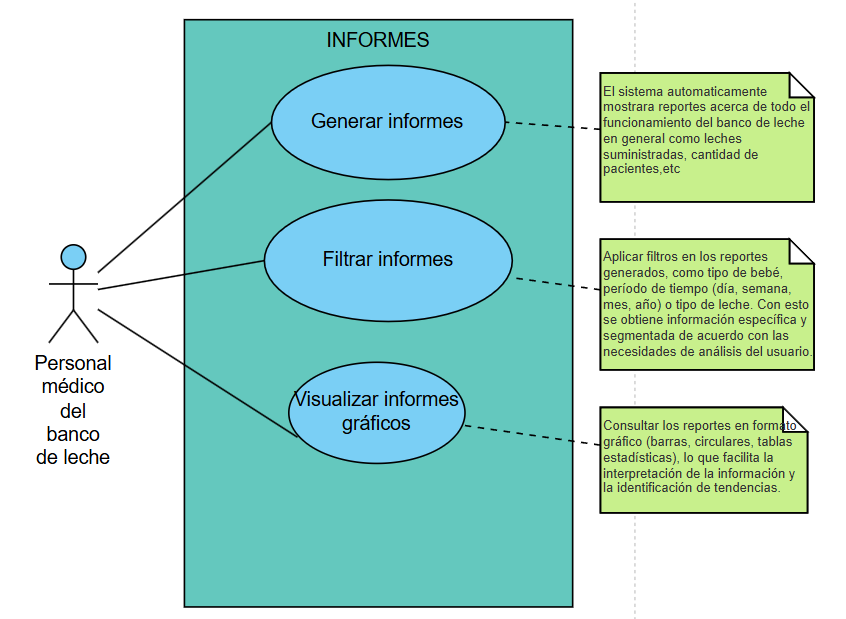 INFORMES
Generar informes
El sistema automaticamente
mostrara reportes acerca de todo el
funcionamiento del banco de leche
en general como leches
suministradas, cantidad de
pacientes,etc
Filtrar informes
Aplicar filtros en los reportes
generados, como tipo de bebé,
período de tiempo (día, semana,
mes, año) o tipo de leche. Con esto
se obtiene información específica y
segmentada de acuerdo con las
necesidades de análisis del usuario.
Personal
médico
del
banco
de leche
Visualizar informes
gráficos
Consultar los reportes en formato
gráfico (barras, circulares, tablas
estadísticas), lo que facilita la
interpretación de la información y
la identificación de tendencias.